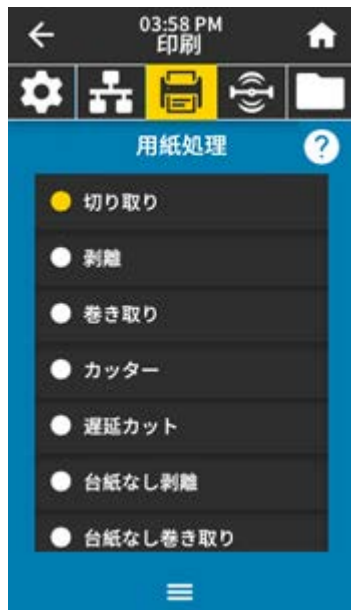 03:58 PM
印刷
用紙処理
?
切り取り
剥離
巻き取り
カッター
遅延カット
台紙なし剥離
台紙なし巻き取り